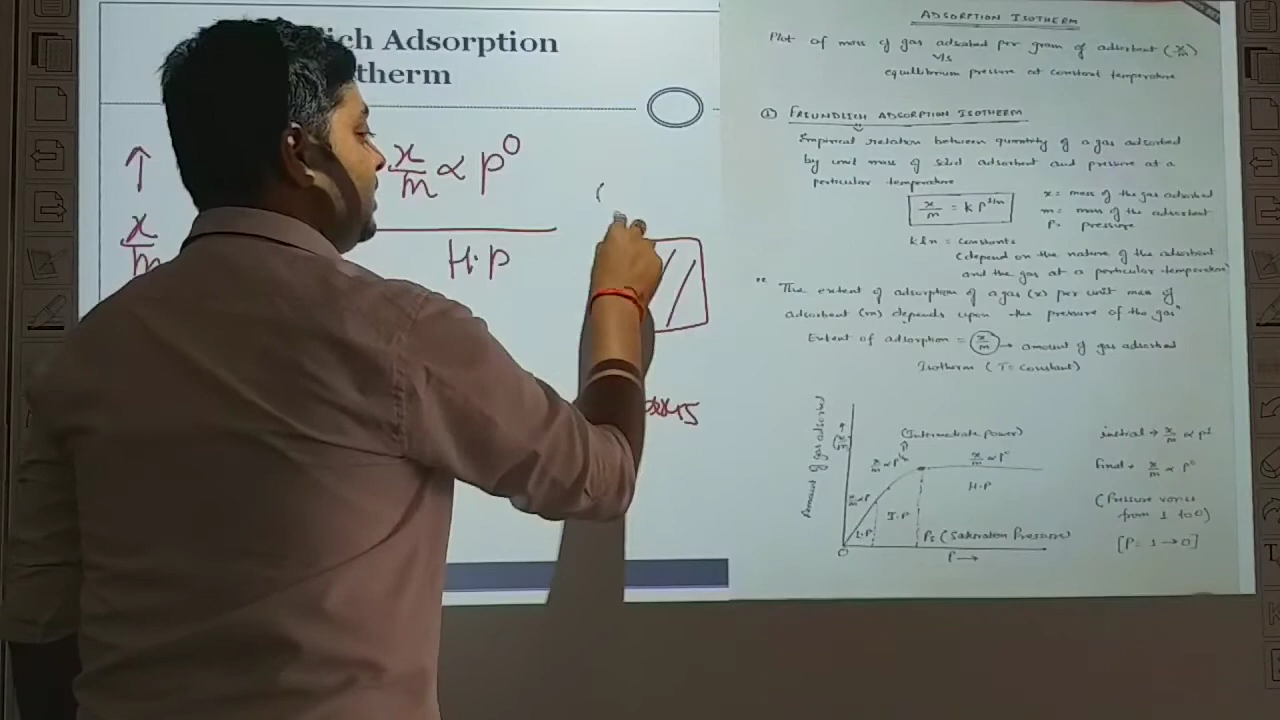 ich Adsorption
therm
x/m ∝ p⁰
x/m
H.p
ADSORPTION ISOTHERM
Plot of mass of gas adsorbed per gram of adsorbent (x/m)
v/s
equilibrium pressure at constant temperature
① FREUNDLICH ADSORPTION ISOTHERM
Empirical relation between quantity of a gas adsorbed
by unit mass of solid adsorbent and pressure at a
particular temperature
x/m = k p^1/n
x = mass of the gas adsorbed
m = mass of the adsorbent
P = pressure
k & n = constants
(depend on the nature of the adsorbent
and the gas at a particular temperature
" The extent of adsorption of a gas (x) per unit mass of
adsorbent (m) depends upon the pressure of the gas"
Extent of adsorption = x/m → amount of gas adsorbed
Isotherm (T = constant)
Amount of gas adsorbed
(Intermediate power)
x/m ∝ p^1/n
x/m ∝ p⁰
x/m ∝ p
H.P
I.P
L.P
Ps (Saturation Pressure)
O
P →
initial → x/m ∝ p¹
Final → x/m ∝ p⁰
(Pressure varies
from 1 to 0)
[P = 1 → 0]